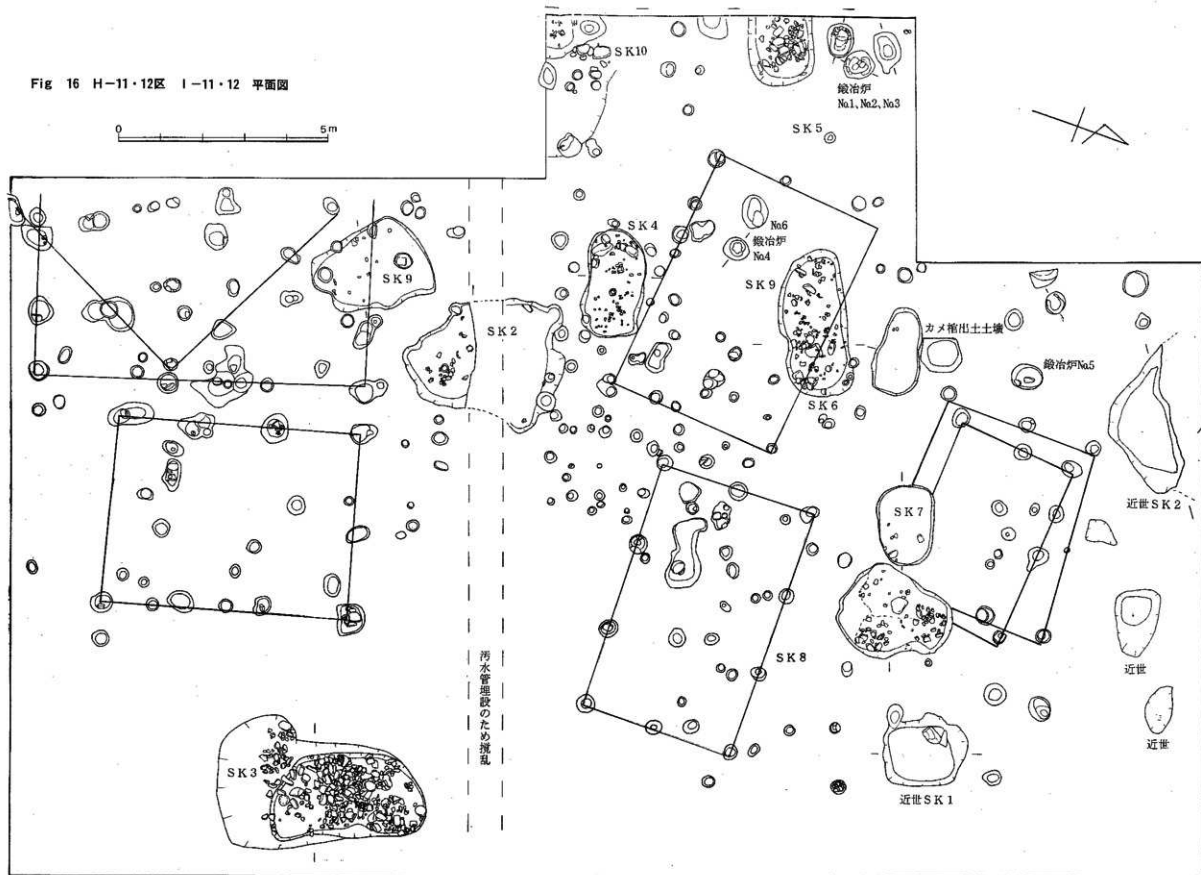 Fig 16 H-11・12区 I-11・12 平面図
0 5m
SK10
鍛冶炉
No.1、No.2、No.3
SK5
SK4
No.6
鍛冶炉
No.4
SK9
SK9
SK2
カメ棺出土土壙
鍛冶炉No.5
SK6
近世SK2
SK7
近世
SK8
汚水管埋設のため攪乱
近世
SK3
近世SK1